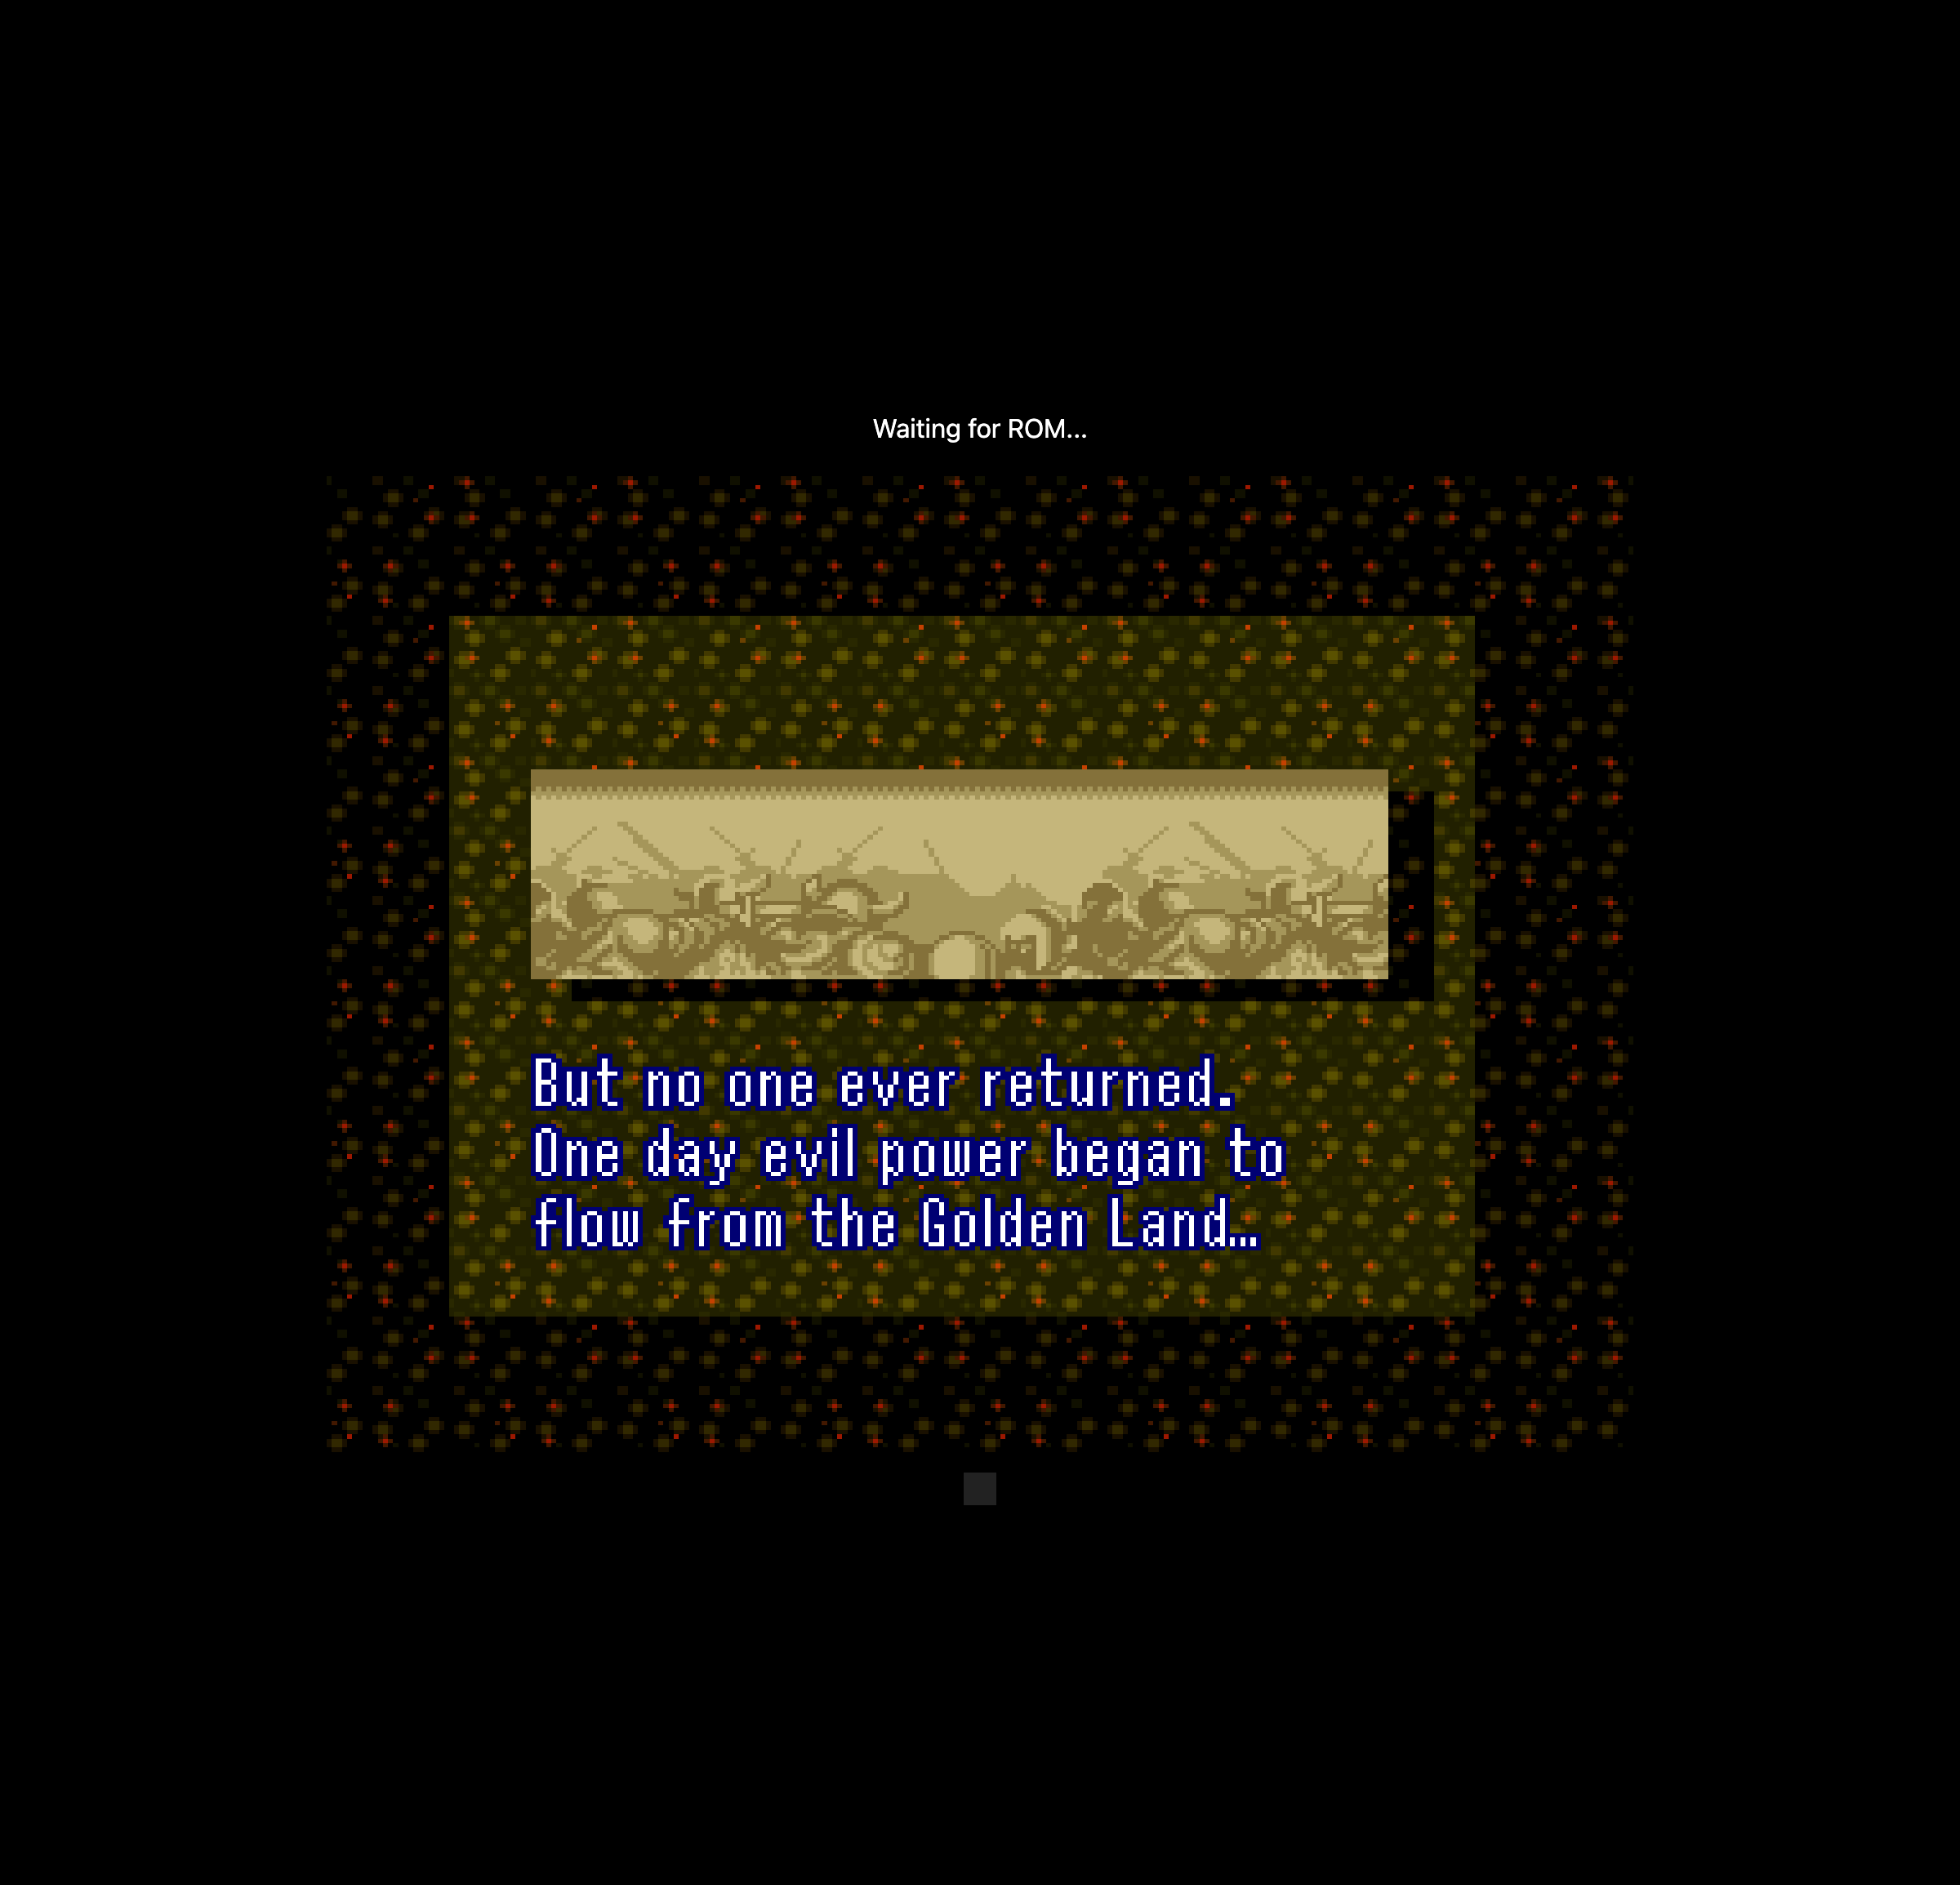 Waiting for ROM...
But no one ever returned.
One day evil power began to
flow from the Golden Land…